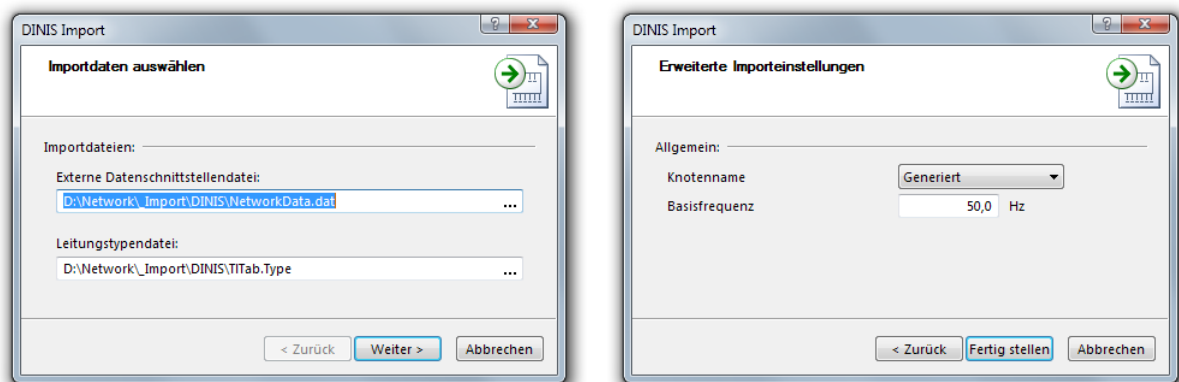 DINIS Import
Importdaten auswählen
Importdateien:
Externe Datenschnittstellendatei:
D:\Network\_Import\DINIS\NetworkData.dat
...
Leitungstypendatei:
D:\Network\_Import\DINIS\TlTab.Type
...
< Zurück
Weiter >
Abbrechen
DINIS Import
Erweiterte Importeinstellungen
Allgemein:
Knotenname
Generiert
Basisfrequenz
50,0 Hz
< Zurück
Fertig stellen
Abbrechen